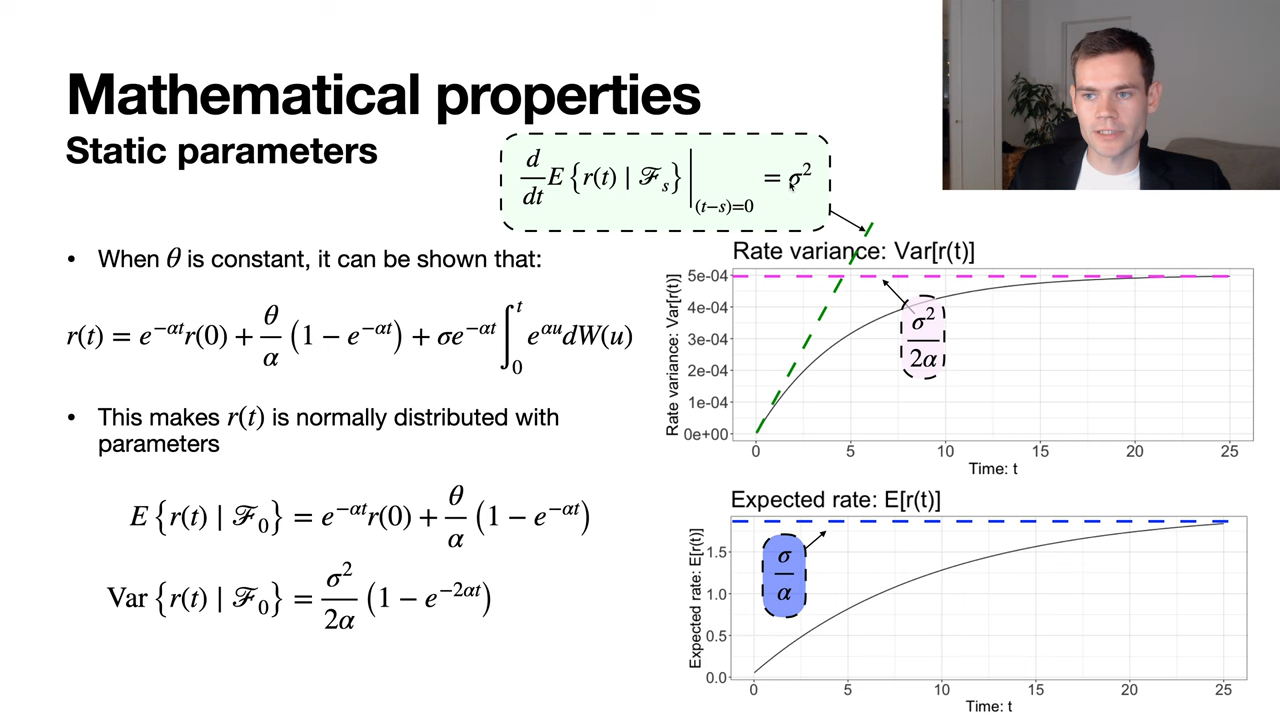 Mathematical properties
Static parameters
d/dt E {r(t) | ℱ_s} |_(t−s)=0 = σ²
• When θ is constant, it can be shown that:
r(t) = e^{−αt}r(0) + θ/α (1 − e^{−αt}) + σe^{−αt} ∫_0^t e^{αu}dW(u)
• This makes r(t) is normally distributed with
parameters
E {r(t) | ℱ_0} = e^{−αt}r(0) + θ/α (1 − e^{−αt})
Var {r(t) | ℱ_0} = σ²/2α (1 − e^{−2αt})
Rate variance: Var[r(t)]
Rate variance: Var[r(t)]
5e-04
4e-04
3e-04
2e-04
1e-04
0e+00
σ²/2α
0 5 10 15 20 25
Time: t
Expected rate: E[r(t)]
Expected rate: E[r(t)]
1.5
1.0
0.5
0.0
σ/α
0 5 10 15 20 25
Time: t